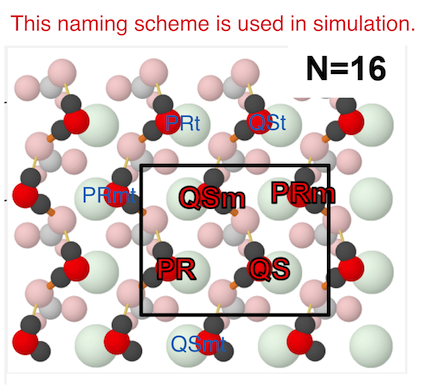 This naming scheme is used in simulation.
N=16
PRt QSt
PRmt QSm PRm
PR QS
QSmt